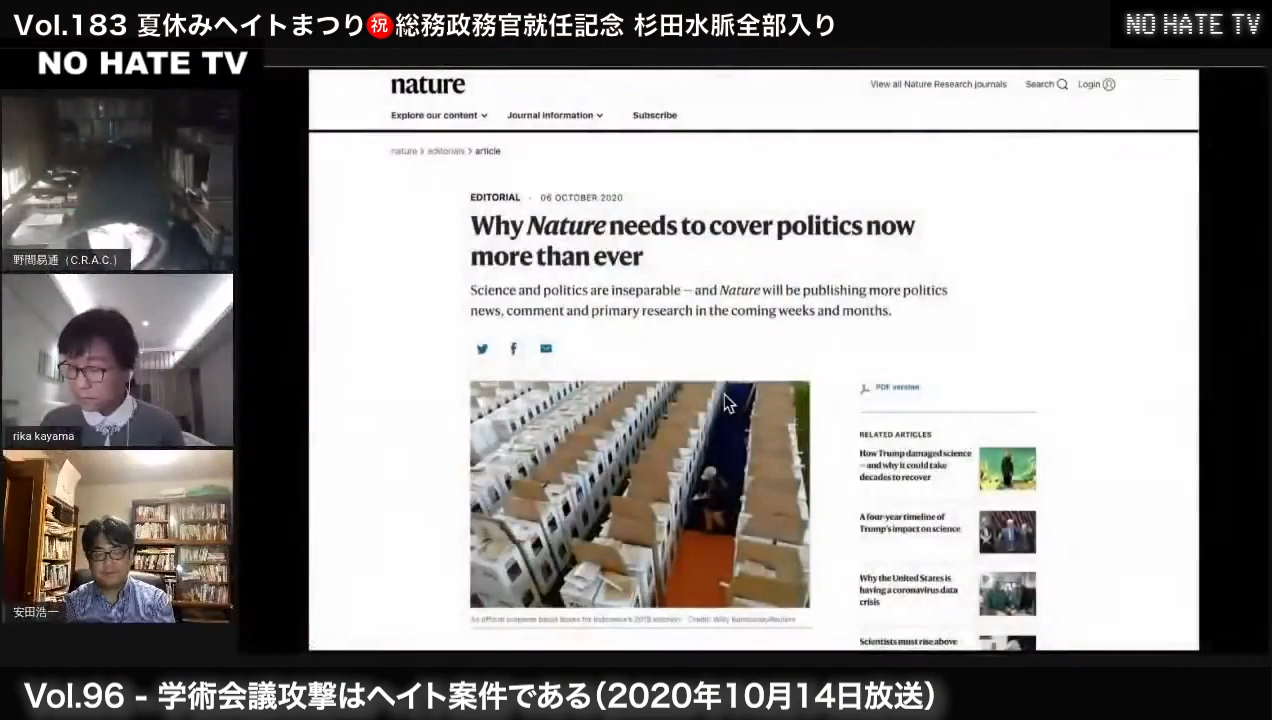 Vol.183 夏休みヘイトまつり㊗総務政務官就任記念 杉田水脈全部入り
NO HATE TV
NO HATE TV
野間易通（C.R.A.C.）
rika kayama
安田浩一
nature
View all Nature Research journals
Search
Login
Explore our content
Journal information
Subscribe
nature > editorials > article
EDITORIAL · 06 OCTOBER 2020
Why Nature needs to cover politics now
more than ever
Science and politics are inseparable — and Nature will be publishing more politics
news, comment and primary research in the coming weeks and months.
PDF version
RELATED ARTICLES
How Trump damaged science
— and why it could take
decades to recover
A four-year timeline of
Trump's impact on science
Why the United States is
having a coronavirus data
crisis
Scientists must rise above
Vol.96 - 学術会議攻撃はヘイト案件である（2020年10月14日放送）